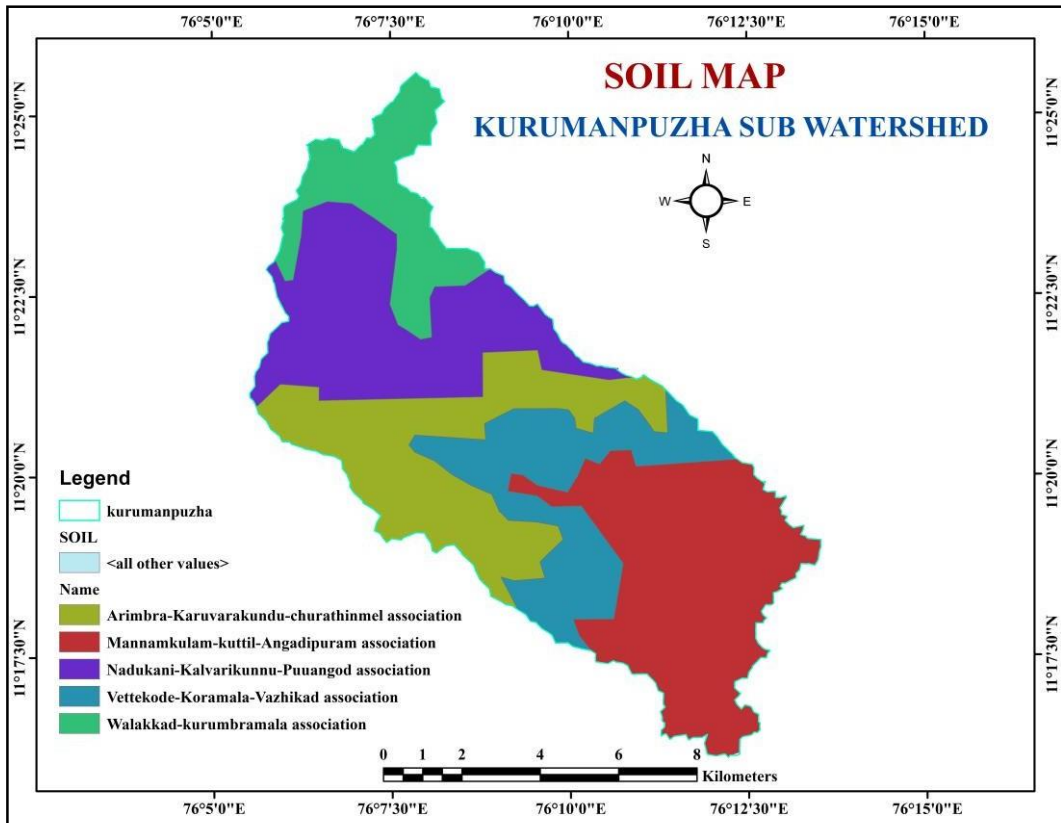 76°5'0"E 76°7'30"E 76°10'0"E 76°12'30"E 76°15'0"E
SOIL MAP
KURUMANPUZHA SUB WATERSHED
N
W E
S
11°25'0"N 11°25'0"N
11°22'30"N 11°22'30"N
11°20'0"N 11°20'0"N
11°17'30"N 11°17'30"N
Legend
kurumanpuzha
SOIL
<all other values>
Name
Arimbra-Karuvarakundu-churathinmel association
Mannamkulam-kuttil-Angadipuram association
Nadukani-Kalvarikunnu-Puuangod association
Vettekode-Koramala-Vazhikad association
Walakkad-kurumbramala association
0 1 2 4 6 8
Kilometers
76°5'0"E 76°7'30"E 76°10'0"E 76°12'30"E 76°15'0"E